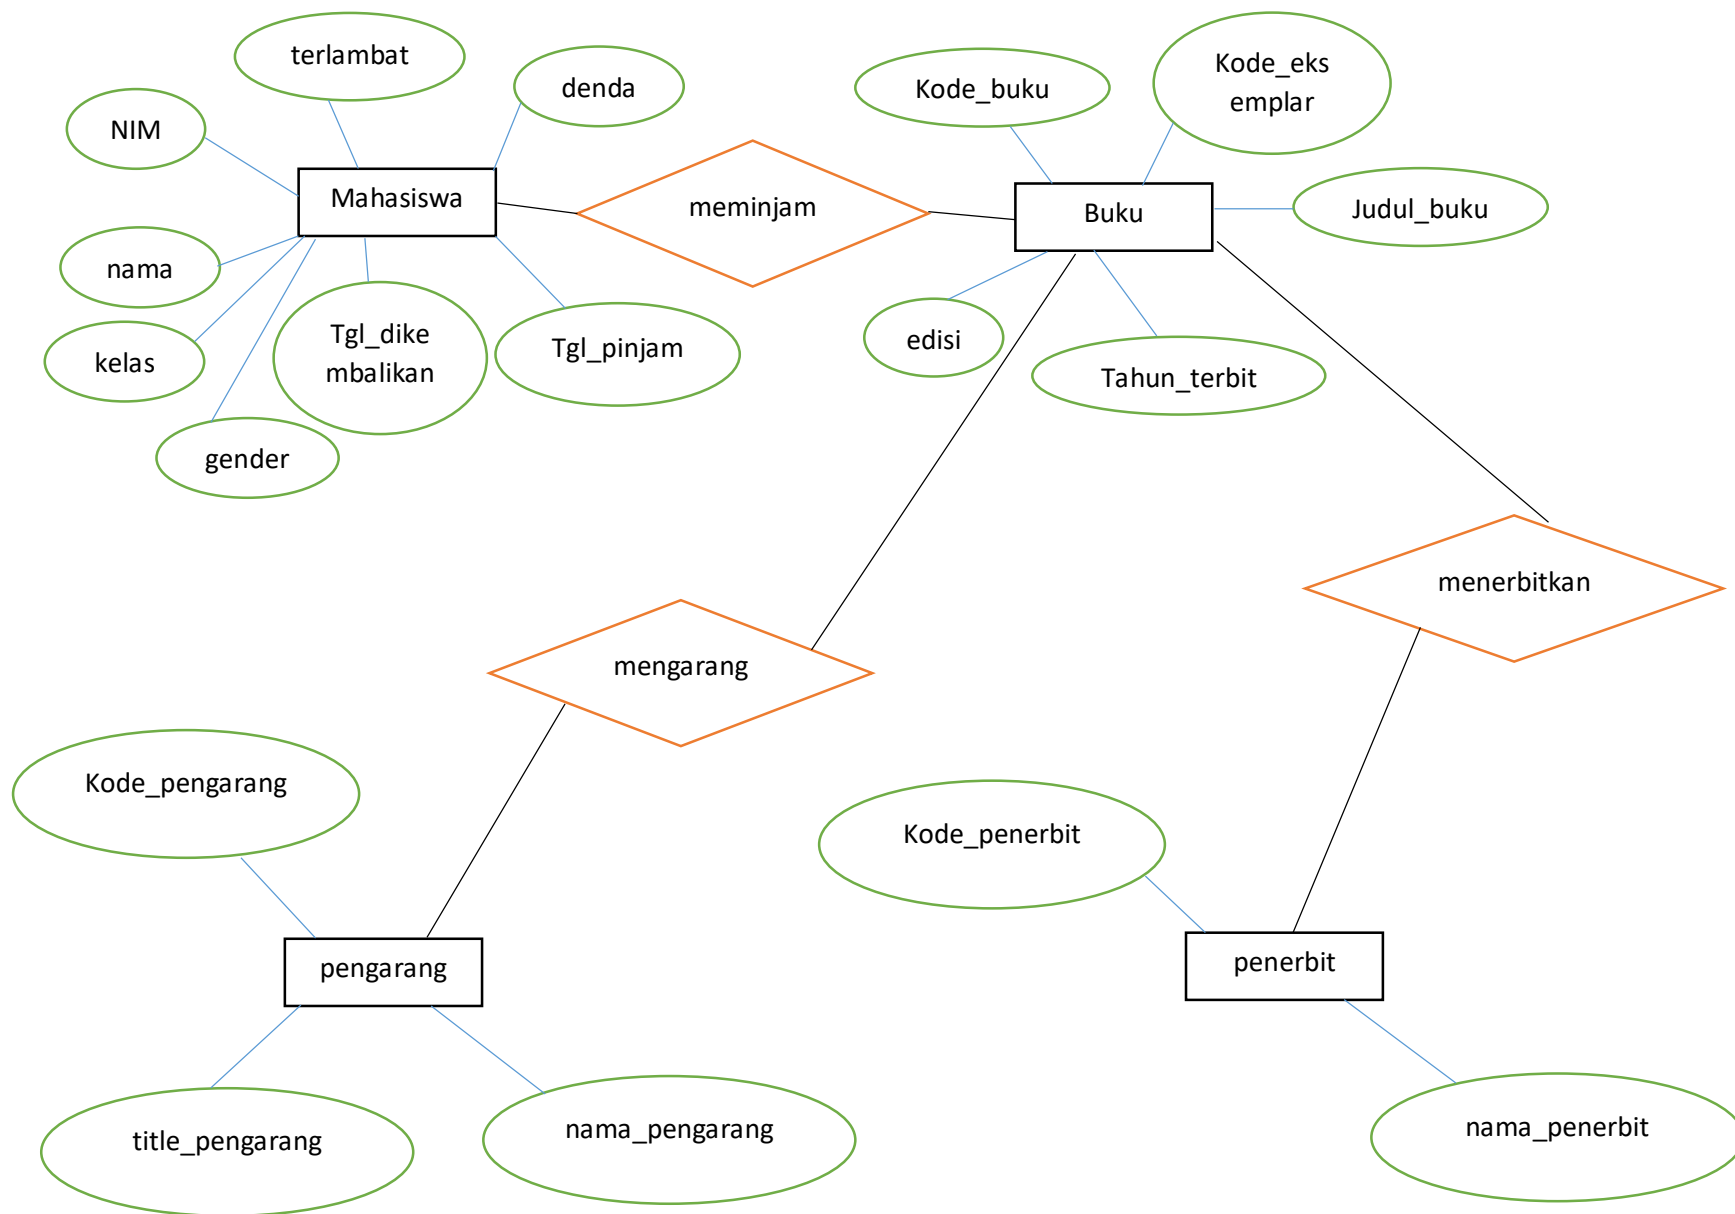 terlambat
denda
Kode_buku
Kode_eks
emplar
NIM
Mahasiswa
meminjam
Buku
Judul_buku
nama
kelas
Tgl_dike
mbalikan
Tgl_pinjam
edisi
Tahun_terbit
gender
menerbitkan
mengarang
Kode_pengarang
Kode_penerbit
pengarang
penerbit
title_pengarang
nama_pengarang
nama_penerbit